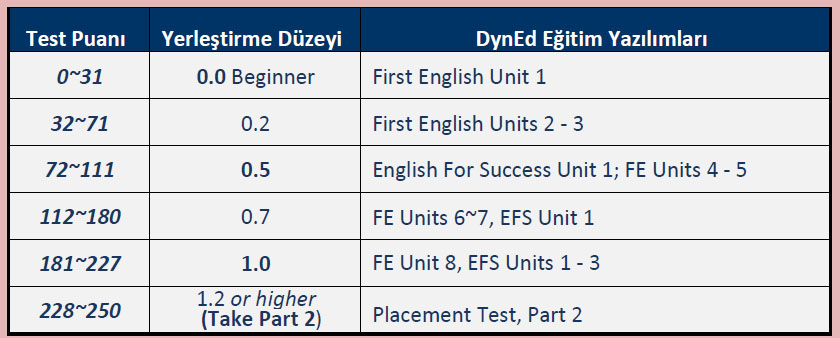 Test Puanı Yerleştirme Düzeyi DynEd Eğitim Yazılımları
0~31 0.0 Beginner First English Unit 1
32~71 0.2 First English Units 2 - 3
72~111 0.5 English For Success Unit 1; FE Units 4 - 5
112~180 0.7 FE Units 6~7, EFS Unit 1
181~227 1.0 FE Unit 8, EFS Units 1 - 3
228~250 1.2 or higher
(Take Part 2) Placement Test, Part 2